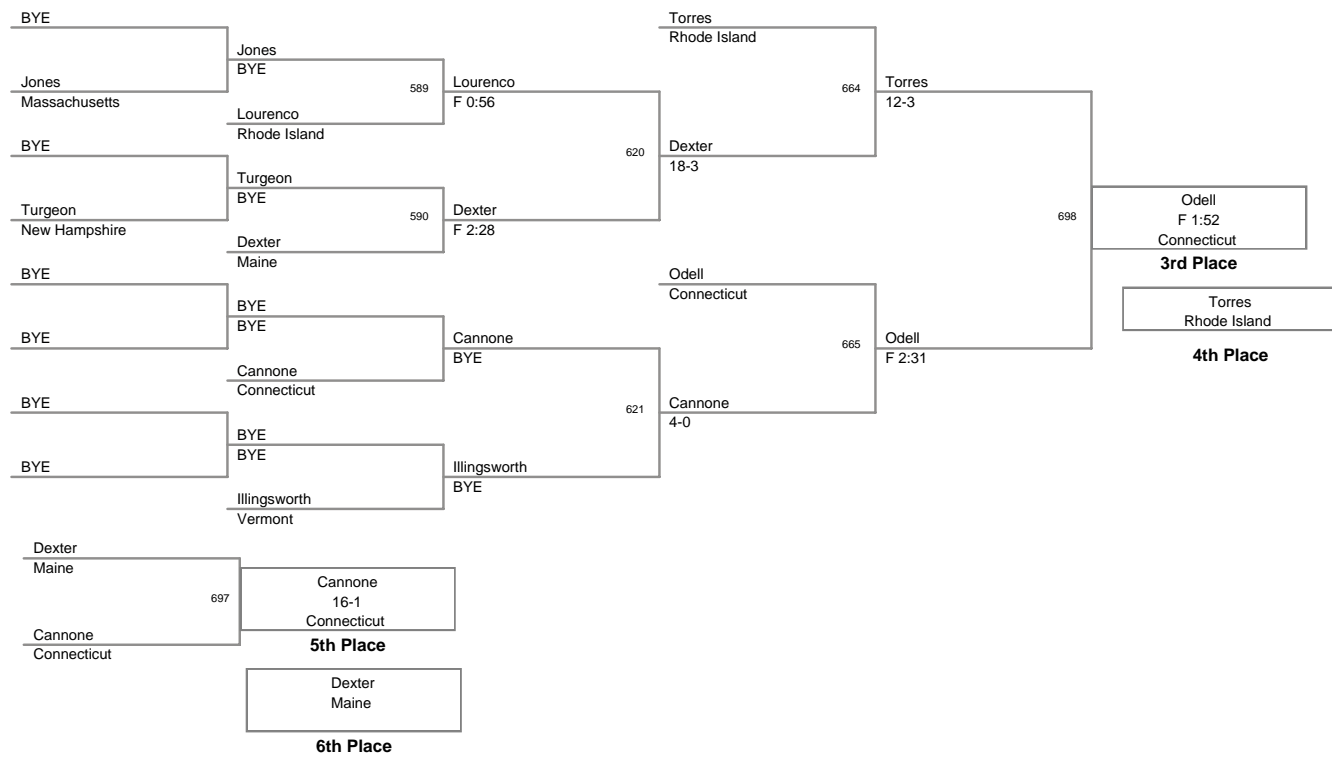 BYE
Jones
Massachusetts
BYE
Turgeon
New Hampshire
BYE
BYE
BYE
BYE
Jones
BYE
589
Lourenco
Rhode Island
Turgeon
BYE
590
Dexter
Maine
BYE
BYE
Cannone
Connecticut
BYE
BYE
Illingsworth
Vermont
Lourenco
F 0:56
620
Dexter
F 2:28
Cannone
BYE
621
Illingsworth
BYE
Torres
Rhode Island
664
Dexter
18-3
Odell
Connecticut
665
Cannone
4-0
Torres
12-3
698
Odell
F 2:31
Odell
F 1:52
Connecticut
3rd Place
Torres
Rhode Island
4th Place
Dexter
Maine
697
Cannone
Connecticut
Cannone
16-1
Connecticut
5th Place
Dexter
Maine
6th Place